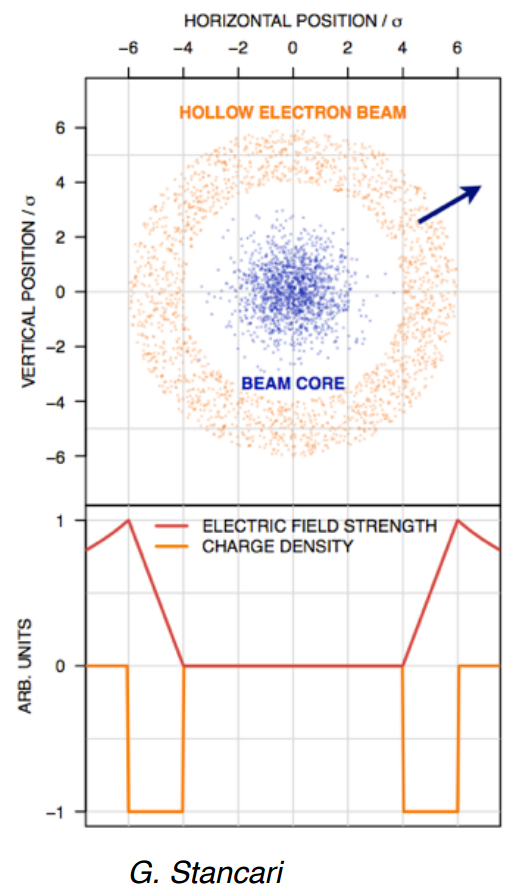 HORIZONTAL POSITION / σ
−6 −4 −2 0 2 4 6
HOLLOW ELECTRON BEAM
6
4
2
0
−2
−4
−6
VERTICAL POSITION / σ
BEAM CORE
ELECTRIC FIELD STRENGTH
CHARGE DENSITY
1
0
−1
ARB. UNITS
G. Stancari